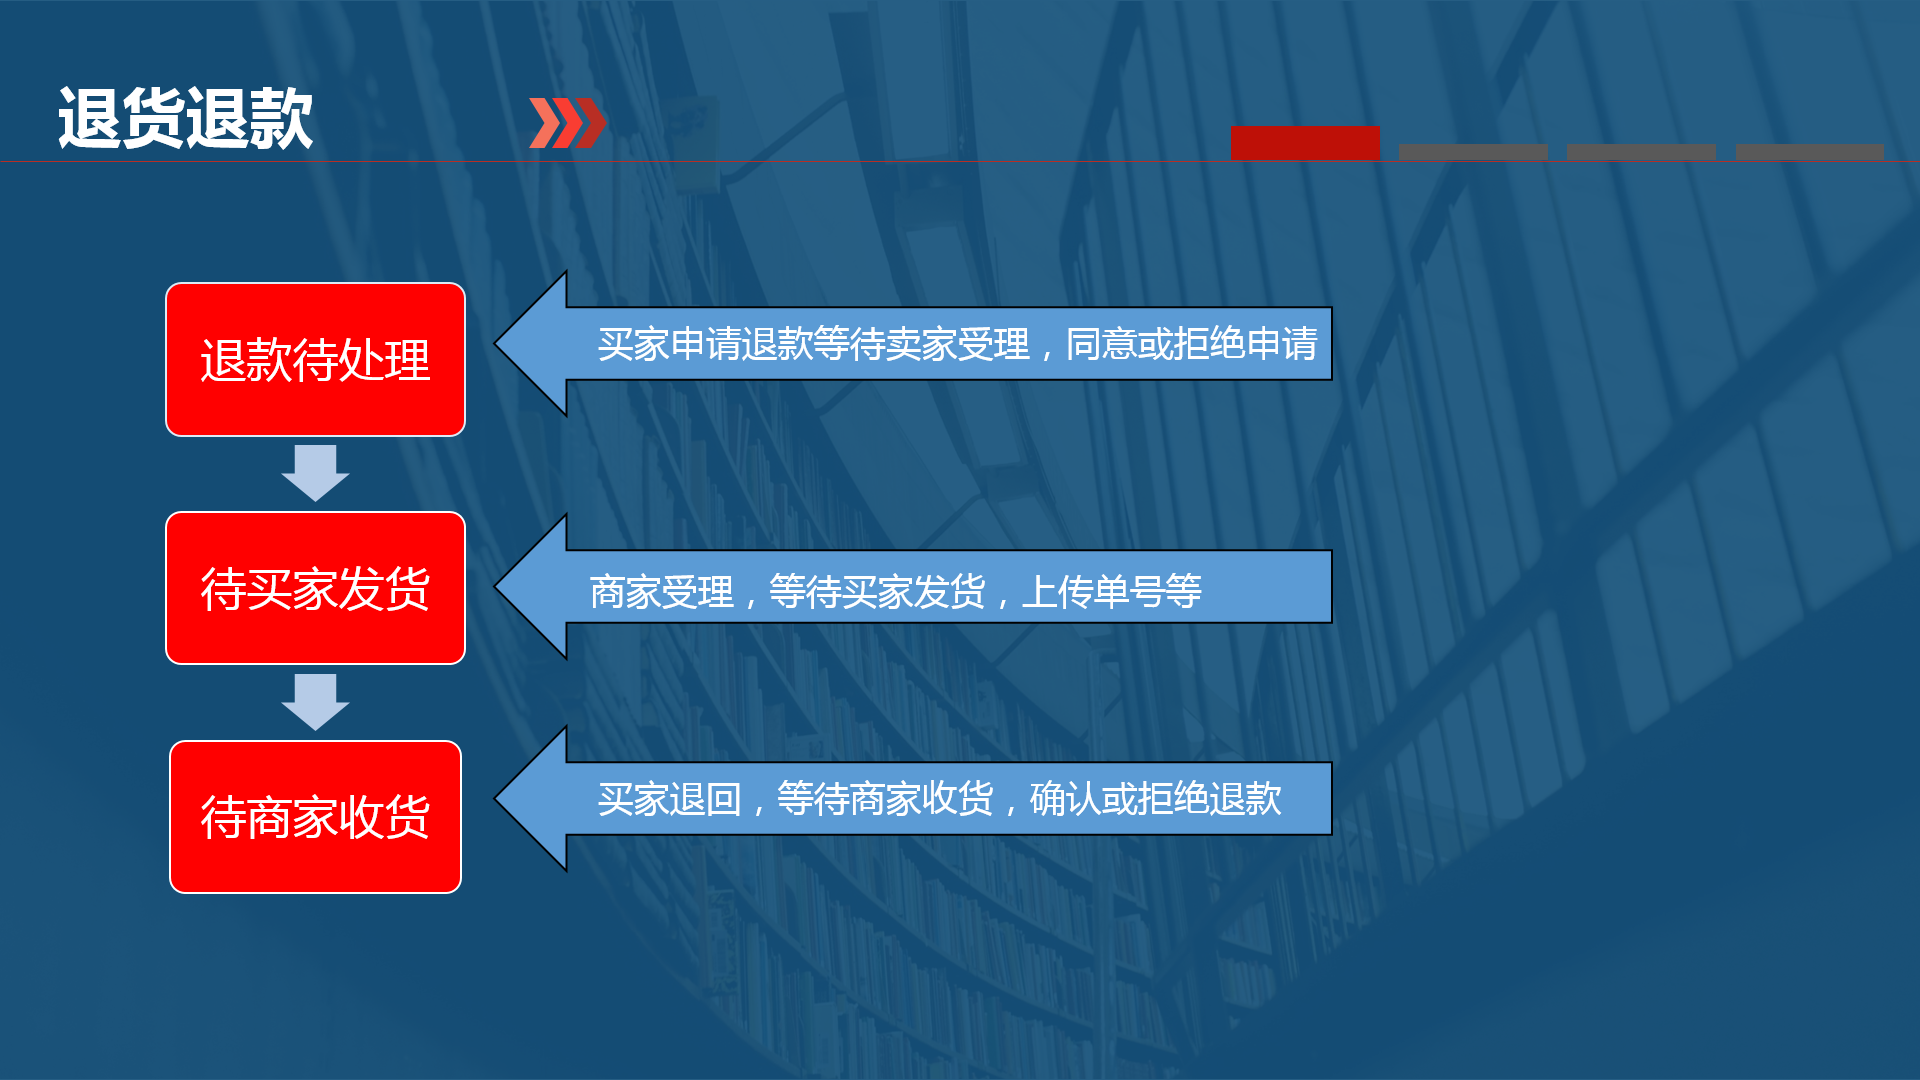 退货退款
退款待处理
买家申请退款等待卖家受理，同意或拒绝申请
待买家发货
商家受理，等待买家发货，上传单号等
待商家收货
买家退回，等待商家收货，确认或拒绝退款